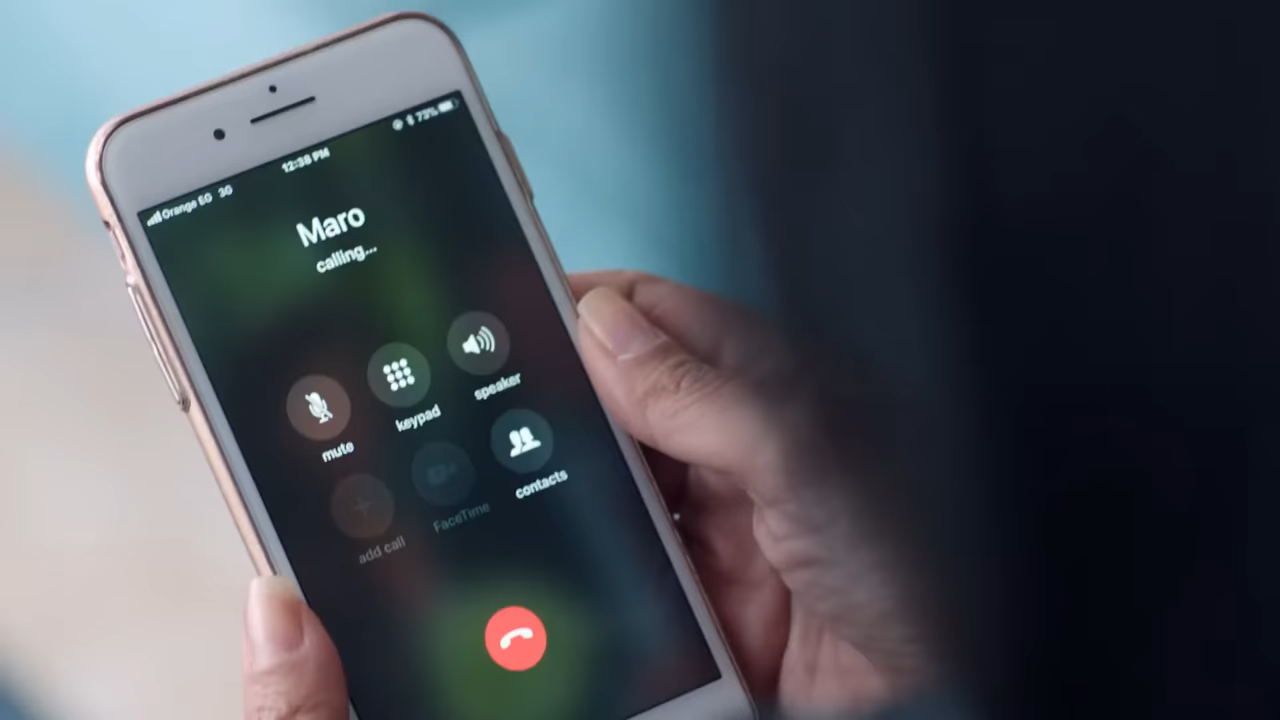 Orange EG 3G 12:38 PM 73%
Maro
calling...
mute keypad speaker
add call FaceTime contacts